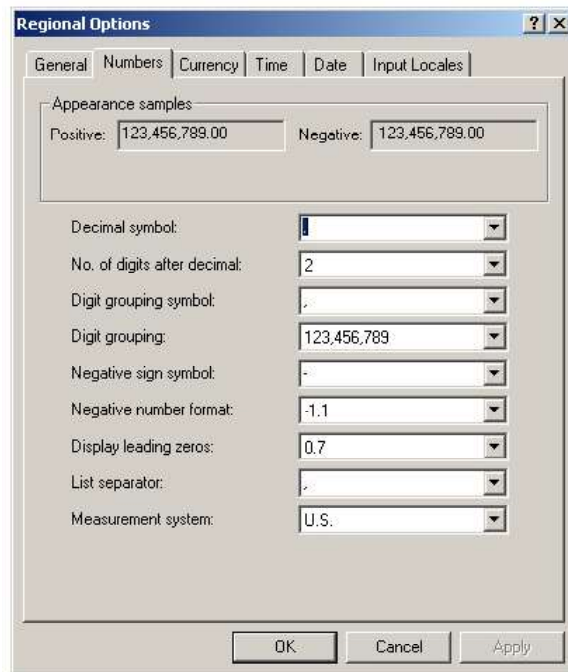 Regional Options
General Numbers Currency Time Date Input Locales
Appearance samples
Positive: 123,456,789.00 Negative: 123,456,789.00
Decimal symbol: .
No. of digits after decimal: 2
Digit grouping symbol: ,
Digit grouping: 123,456,789
Negative sign symbol: -
Negative number format: -1.1
Display leading zeros: 0.7
List separator: ,
Measurement system: U.S.
OK Cancel Apply